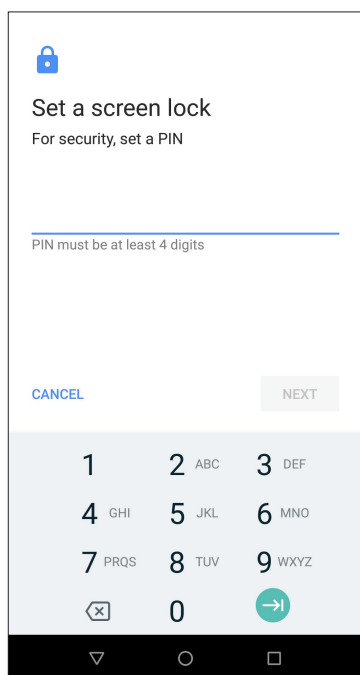 Set a screen lock
For security, set a PIN
PIN must be at least 4 digits
CANCEL NEXT
1 2 ABC 3 DEF
4 GHI 5 JKL 6 MNO
7 PRQS 8 TUV 9 WXYZ
0